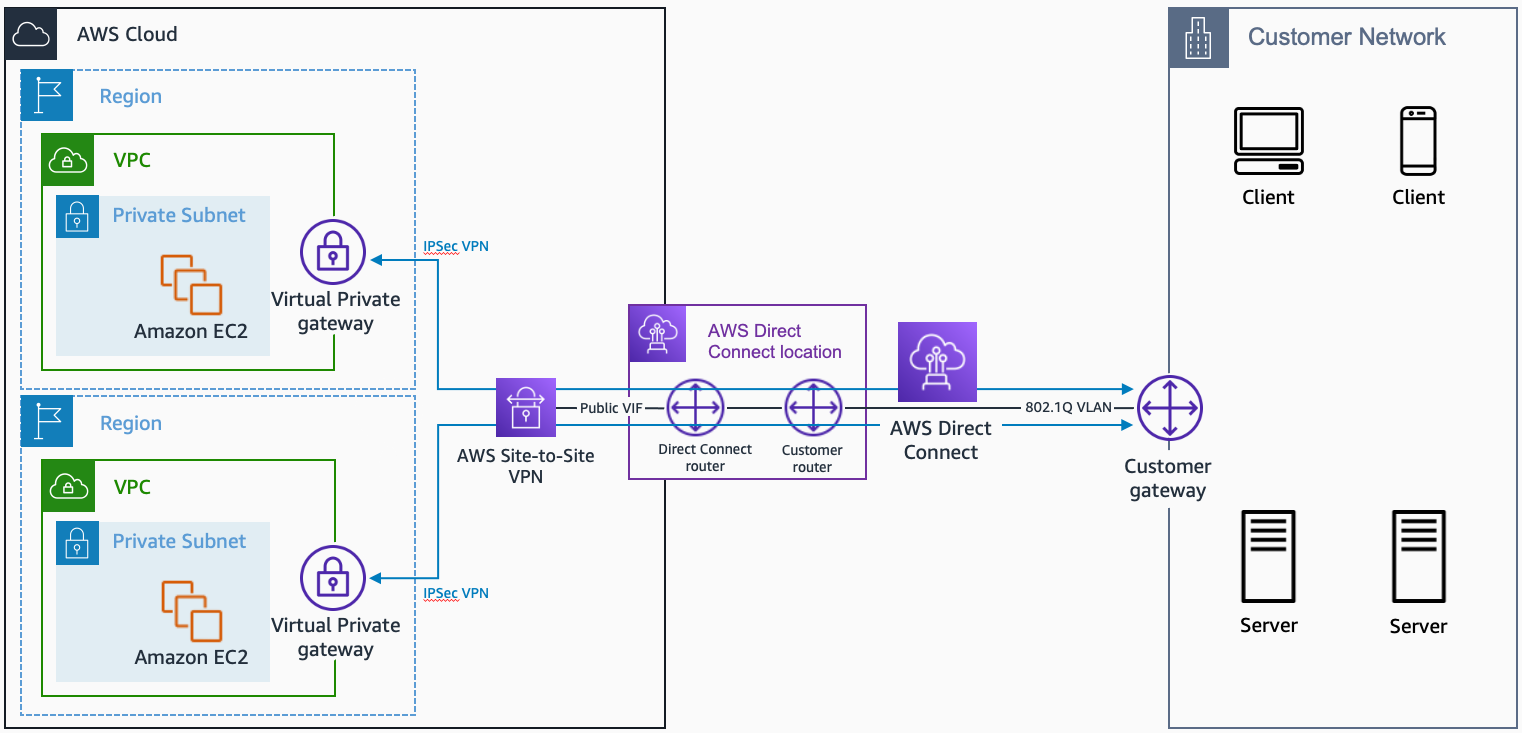 AWS Cloud
Customer Network
Region
VPC
Private Subnet
Amazon EC2
Virtual Private
gateway
IPSec VPN
Region
VPC
Private Subnet
Amazon EC2
Virtual Private
gateway
IPSec VPN
AWS Site-to-Site
VPN
Public VIF
AWS Direct
Connect location
Direct Connect
router
Customer
router
AWS Direct
Connect
802.1Q VLAN
Customer
gateway
Client
Client
Server
Server